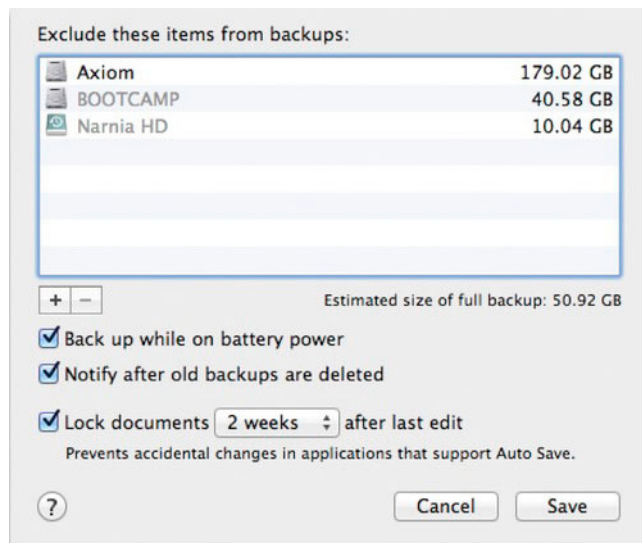 Exclude these items from backups:
Axiom 179.02 GB
BOOTCAMP 40.58 GB
Narnia HD 10.04 GB
+ −
Estimated size of full backup: 50.92 GB
Back up while on battery power
Notify after old backups are deleted
Lock documents 2 weeks after last edit
Prevents accidental changes in applications that support Auto Save.
? Cancel Save